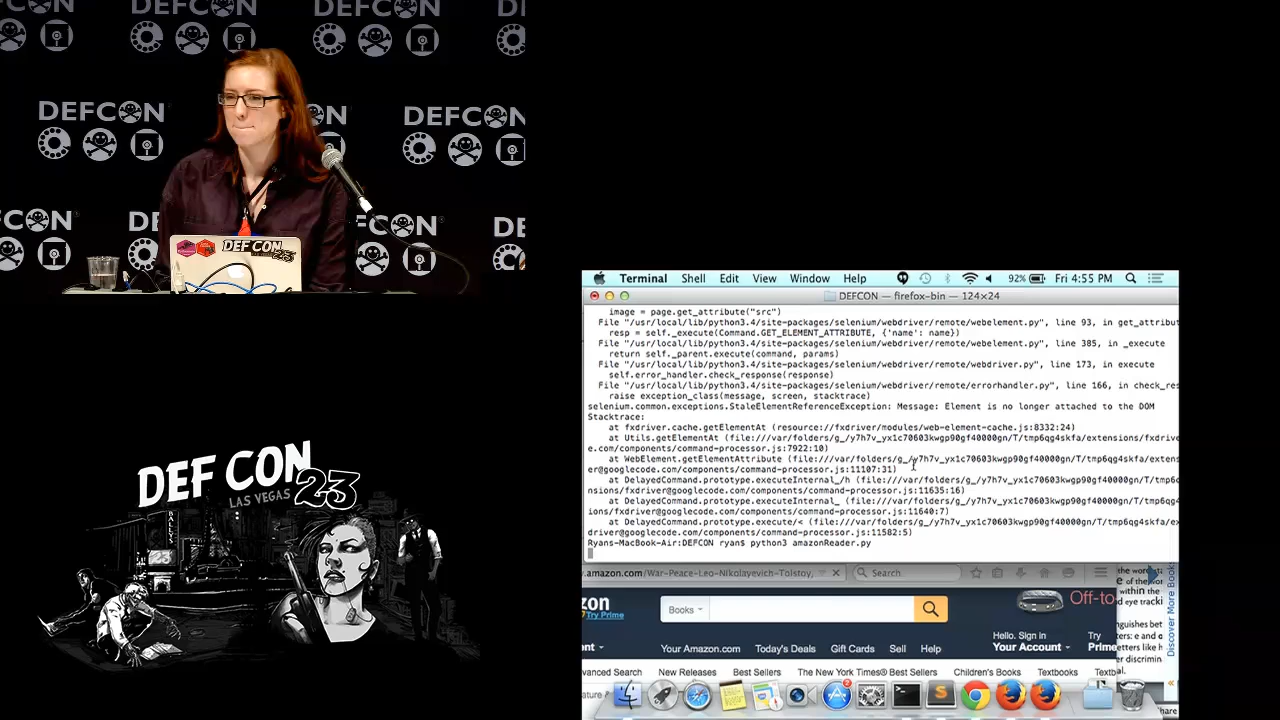 DEFCON
DEFCON
DEFCON
DEF CON
DEF CON
LAS VEGAS 23
Terminal Shell Edit View Window Help 92% Fri 4:55 PM
DEFCON — firefox-bin — 124×24
image = page.get_attribute("src")
File "/usr/local/lib/python3.4/site-packages/selenium/webdriver/remote/webelement.py", line 93, in get_attribut
resp = self._execute(Command.GET_ELEMENT_ATTRIBUTE, {'name': name})
File "/usr/local/lib/python3.4/site-packages/selenium/webdriver/remote/webelement.py", line 385, in _execute
return self._parent.execute(command, params)
File "/usr/local/lib/python3.4/site-packages/selenium/webdriver/remote/webdriver.py", line 173, in execute
self.error_handler.check_response(response)
File "/usr/local/lib/python3.4/site-packages/selenium/webdriver/remote/errorhandler.py", line 166, in check_res
raise exception_class(message, screen, stacktrace)
selenium.common.exceptions.StaleElementReferenceException: Message: Element is no longer attached to the DOM
Stacktrace:
at fxdriver.cache.getElementAt (resource://fxdriver/modules/web-element-cache.js:8332:24)
at Utils.getElementAt (file:///var/folders/g_/y7h7v_yx1c70603kwgp90gf40000gn/T/tmp6qg4skfa/extensions/fxdrive
e.com/components/command-processor.js:7922:10)
at WebElement.getElementAttribute (file:///var/folders/g_/y7h7v_yx1c70603kwgp90gf40000gn/T/tmp6qg4skfa/extens
er@googlecode.com/components/command-processor.js:11107:31)
at DelayedCommand.prototype.executeInternal_/h (file:///var/folders/g_/y7h7v_yx1c70603kwgp90gf40000gn/T/tmp6q
nsions/fxdriver@googlecode.com/components/command-processor.js:11635:16)
at DelayedCommand.prototype.executeInternal_ (file:///var/folders/g_/y7h7v_yx1c70603kwgp90gf40000gn/T/tmp6qg4
ions/fxdriver@googlecode.com/components/command-processor.js:11640:7)
at DelayedCommand.prototype.execute/< (file:///var/folders/g_/y7h7v_yx1c70603kwgp90gf40000gn/T/tmp6qg4skfa/ex
driver@googlecode.com/components/command-processor.js:11582:5)
Ryans-MacBook-Air:DEFCON ryan$ python3 amazonReader.py
.amazon.com/War-Peace-Leo-Nikolayevich-Tolstoy, Search
zon Try Prime Books Off-to
Your Amazon.com Today's Deals Gift Cards Sell Help Hello. Sign in Your Account Try Prime
vanced Search New Releases Best Sellers The New York Times® Best Sellers Children's Books Textbooks
Discover More Book